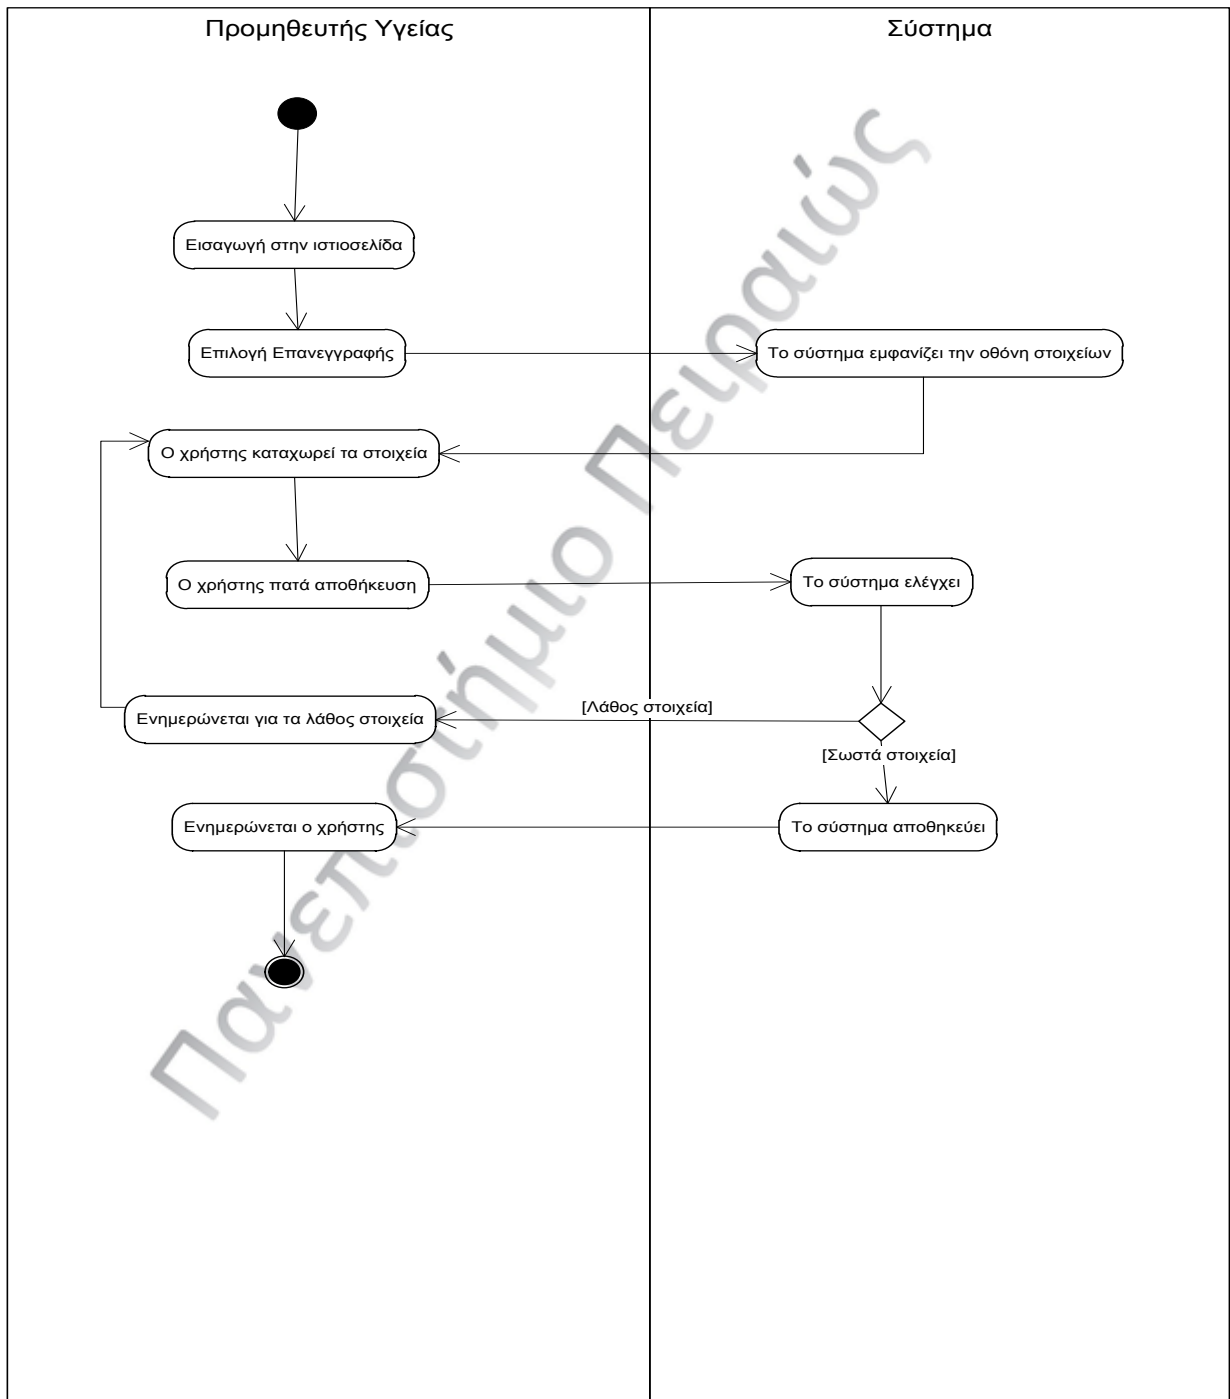 Προμηθευτής Υγείας
Σύστημα
Εισαγωγή στην ιστιοσελίδα
Επιλογή Επανεγγραφής
Το σύστημα εμφανίζει την οθόνη στοιχείων
Ο χρήστης καταχωρεί τα στοιχεία
Ο χρήστης πατά αποθήκευση
Το σύστημα ελέγχει
[Λάθος στοιχεία]
Ενημερώνεται για τα λάθος στοιχεία
[Σωστά στοιχεία]
Ενημερώνεται ο χρήστης
Το σύστημα αποθηκεύει
Πανεπιστήμιο Πειραιώς